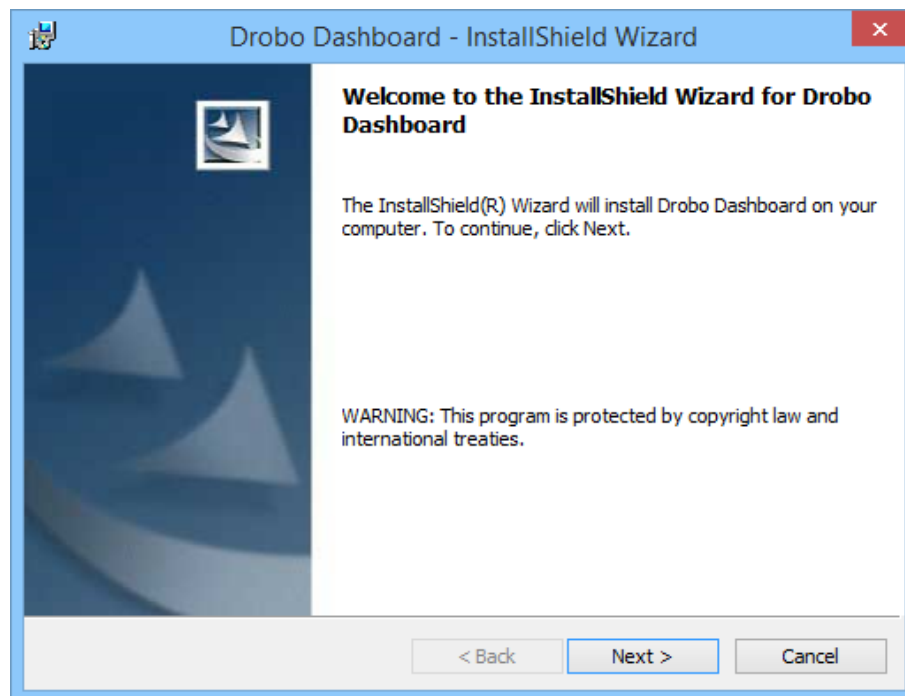 Drobo Dashboard - InstallShield Wizard
Welcome to the InstallShield Wizard for Drobo
Dashboard
The InstallShield(R) Wizard will install Drobo Dashboard on your
computer. To continue, click Next.
WARNING: This program is protected by copyright law and
international treaties.
< Back
Next >
Cancel